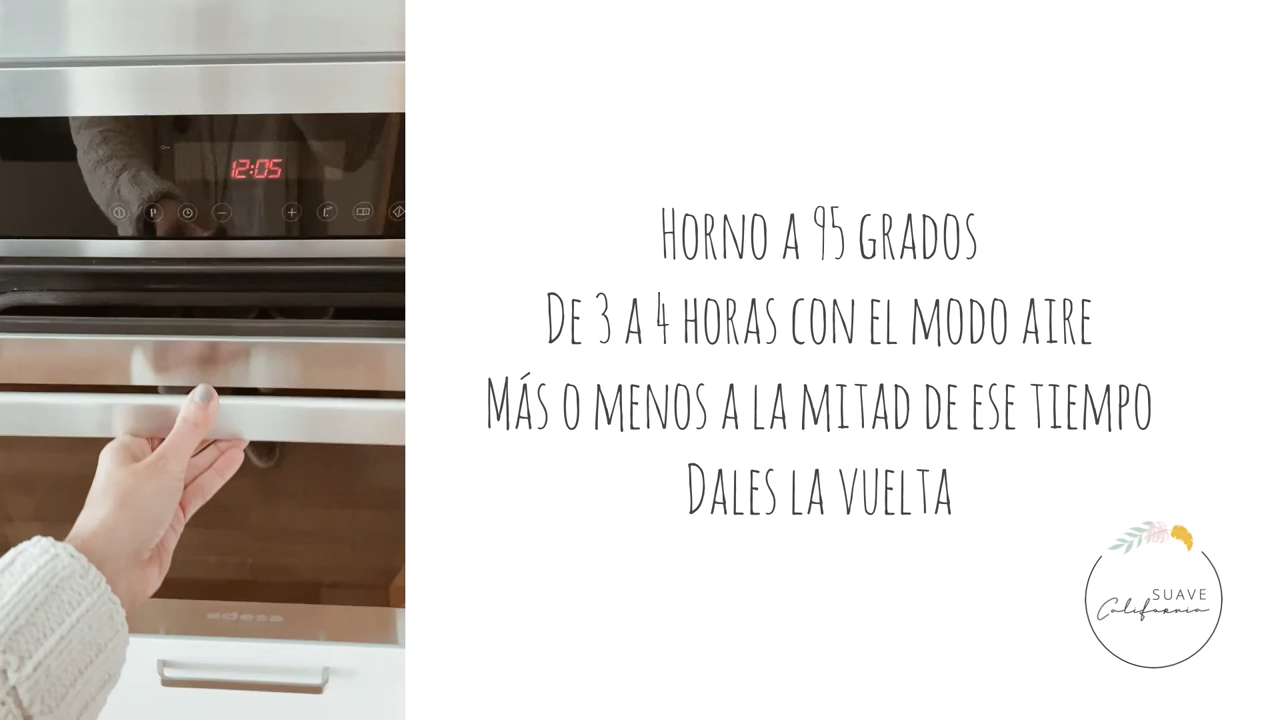 12:05
HORNO A 95 GRADOS
DE 3 A 4 HORAS CON EL MODO AIRE
MÁS O MENOS A LA MITAD DE ESE TIEMPO
DALES LA VUELTA
SUAVE
California
edesa